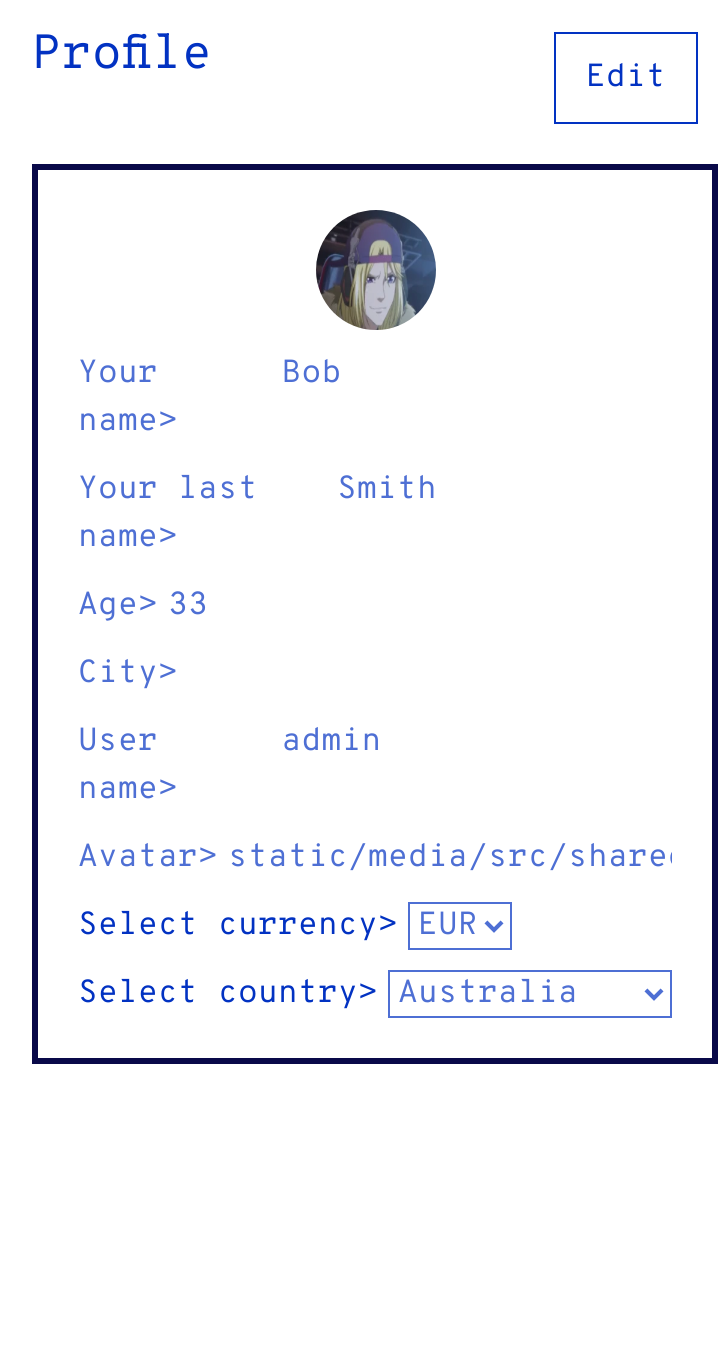 Profile
Edit
Your name> Bob
Your last name> Smith
Age> 33
City>
User name> admin
Avatar> static/media/src/share
Select currency> EUR
Select country> Australia